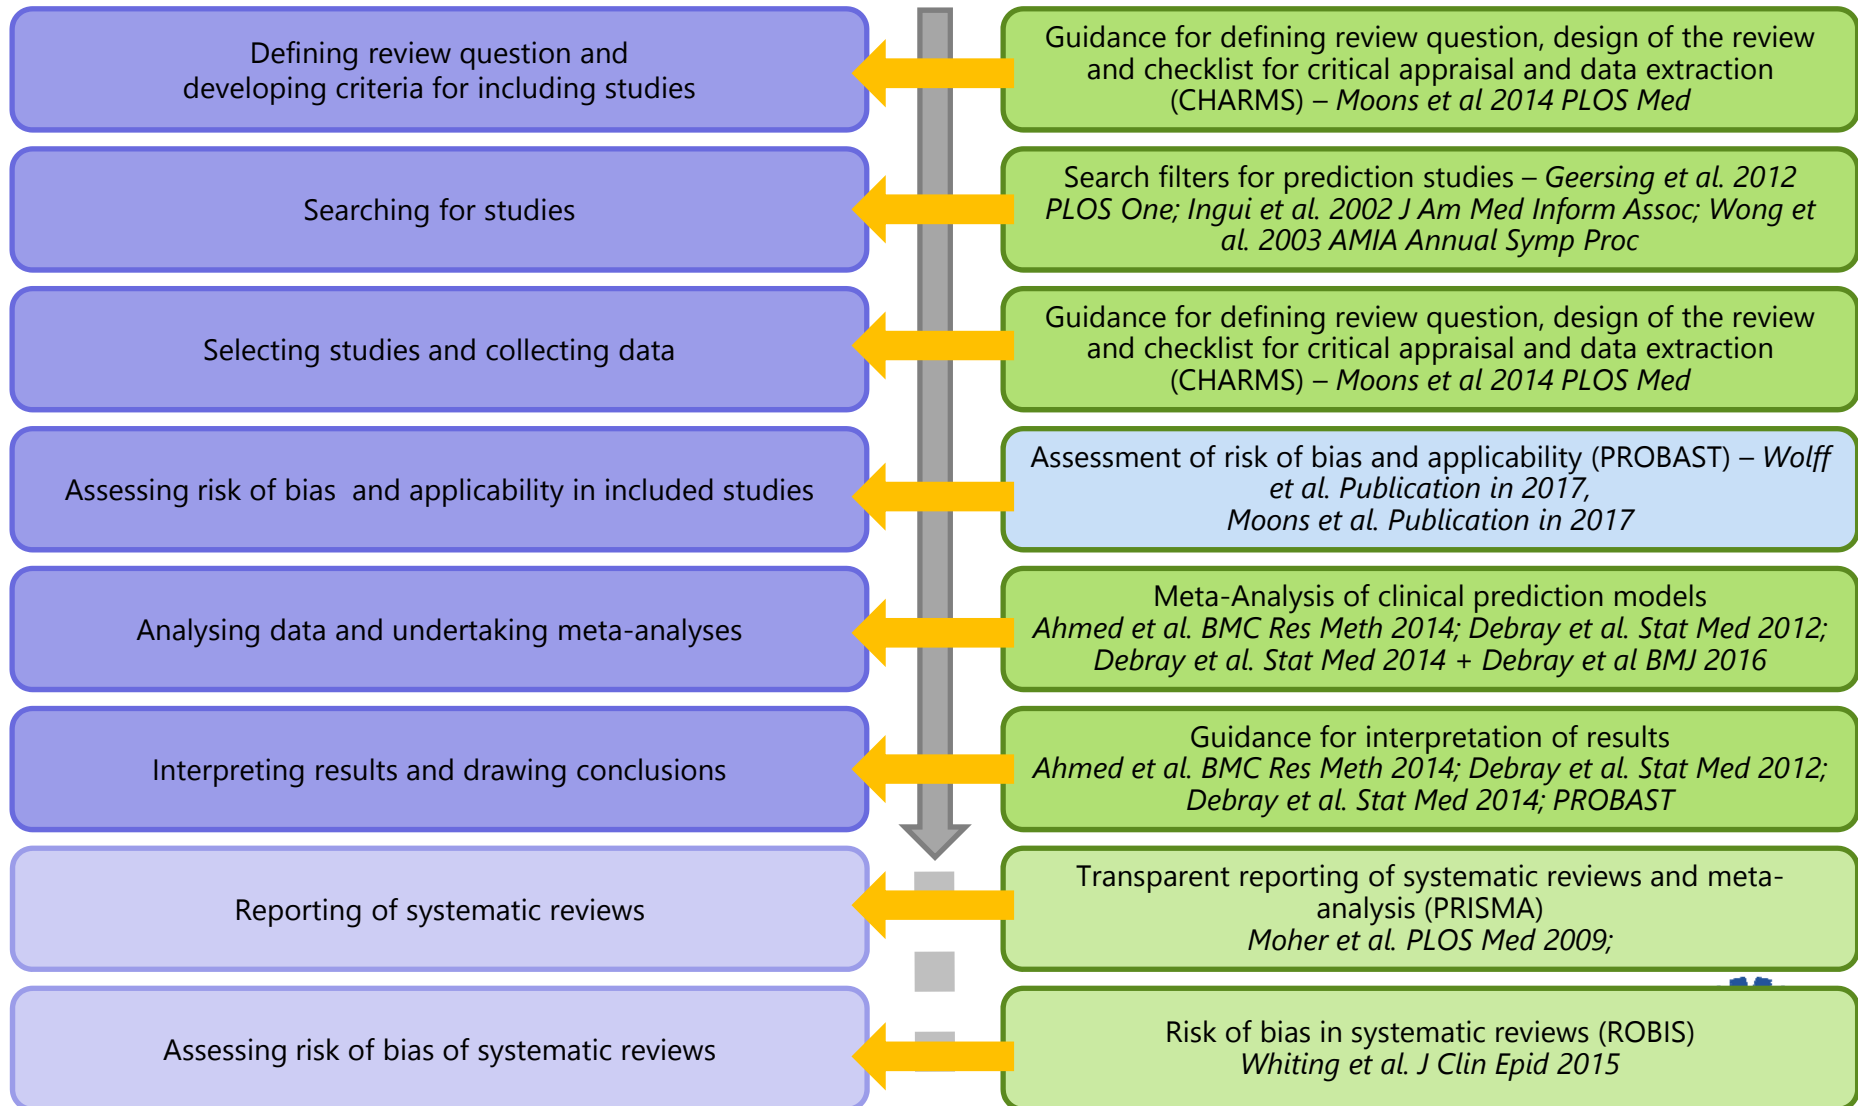 Defining review question and
developing criteria for including studies
Guidance for defining review question, design of the review
and checklist for critical appraisal and data extraction
(CHARMS) – Moons et al 2014 PLOS Med
Searching for studies
Search filters for prediction studies – Geersing et al. 2012
PLOS One; Ingui et al. 2002 J Am Med Inform Assoc; Wong et
al. 2003 AMIA Annual Symp Proc
Selecting studies and collecting data
Guidance for defining review question, design of the review
and checklist for critical appraisal and data extraction
(CHARMS) – Moons et al 2014 PLOS Med
Assessing risk of bias  and applicability in included studies
Assessment of risk of bias and applicability (PROBAST) – Wolff
et al. Publication in 2017,
Moons et al. Publication in 2017
Analysing data and undertaking meta-analyses
Meta-Analysis of clinical prediction models
Ahmed et al. BMC Res Meth 2014; Debray et al. Stat Med 2012;
Debray et al. Stat Med 2014 + Debray et al BMJ 2016
Interpreting results and drawing conclusions
Guidance for interpretation of results
Ahmed et al. BMC Res Meth 2014; Debray et al. Stat Med 2012;
Debray et al. Stat Med 2014; PROBAST
Reporting of systematic reviews
Transparent reporting of systematic reviews and meta-
analysis (PRISMA)
Moher et al. PLOS Med 2009;
Assessing risk of bias of systematic reviews
Risk of bias in systematic reviews (ROBIS)
Whiting et al. J Clin Epid 2015